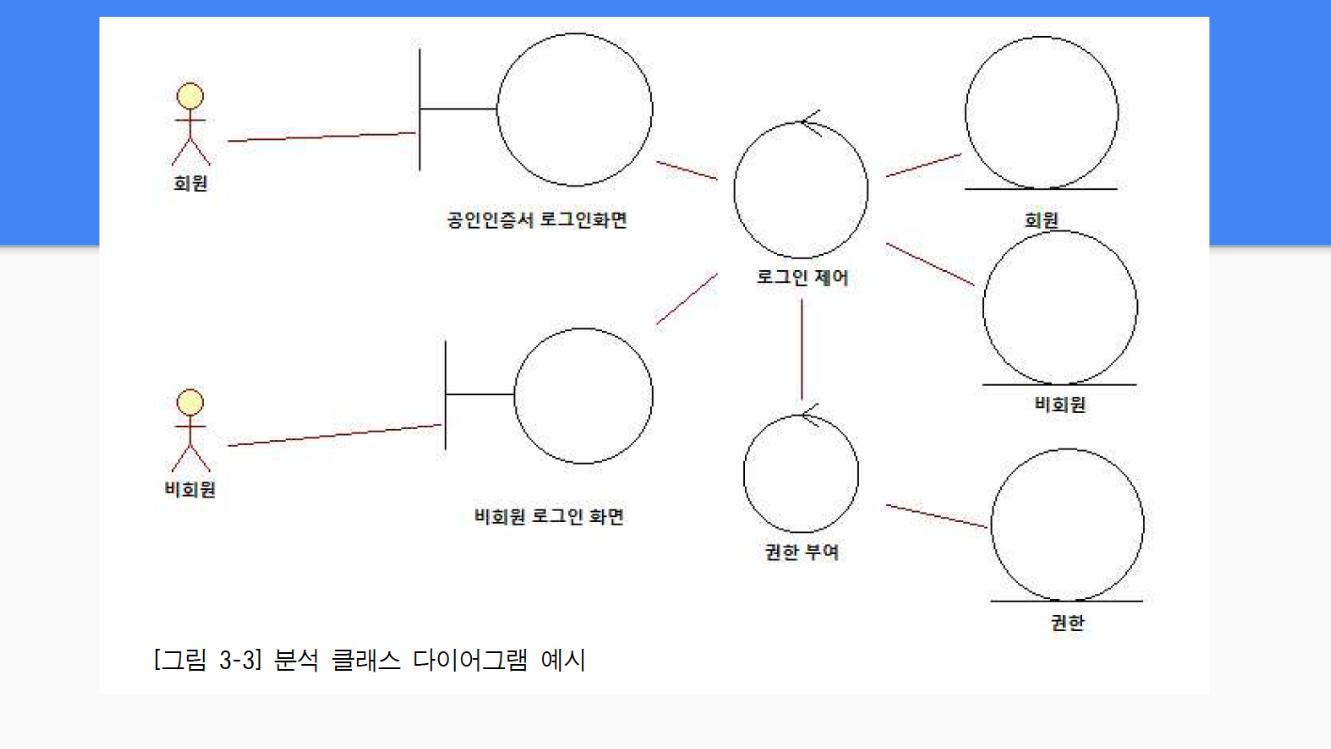 회원
공인인증서 로그인화면
로그인 제어
회원
비회원
비회원
비회원 로그인 화면
권한 부여
권한
[그림 3-3] 분석 클래스 다이어그램 예시